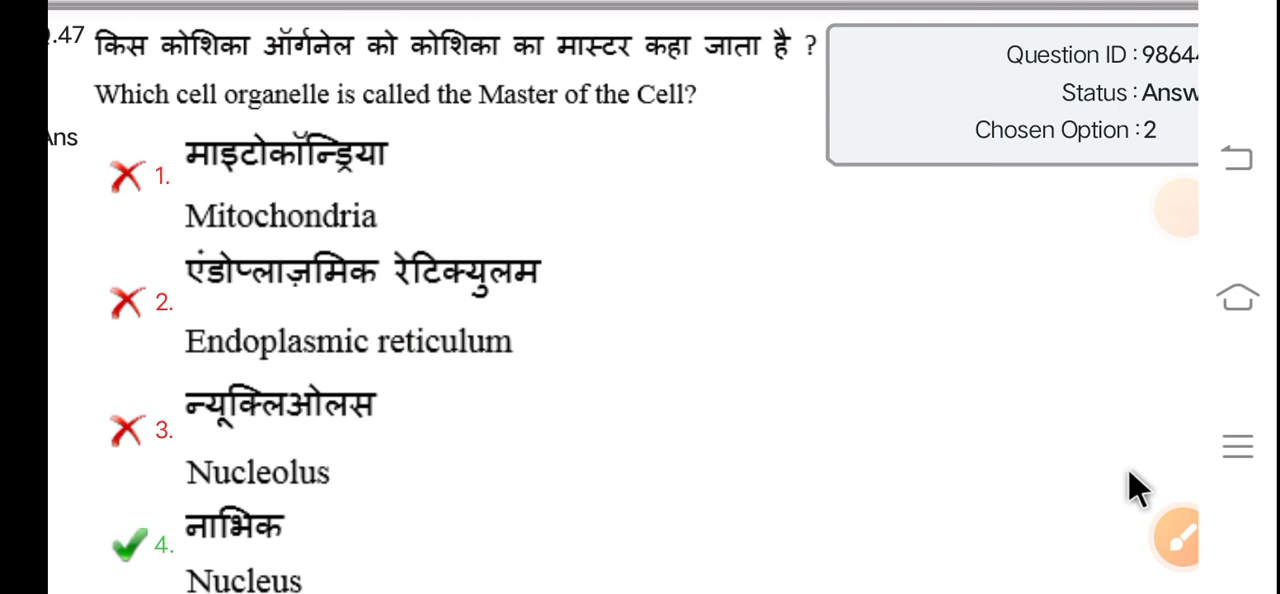 .47 किस कोशिका ऑर्गनेल को कोशिका का मास्टर कहा जाता है ?
Which cell organelle is called the Master of the Cell?
Ans
1. माइटोकॉन्ड्रिया
Mitochondria
2. एंडोप्लाज़मिक रेटिक्युलम
Endoplasmic reticulum
3. न्यूक्लिओलस
Nucleolus
4. नाभिक
Nucleus
Question ID : 9864
Status : Answ
Chosen Option : 2